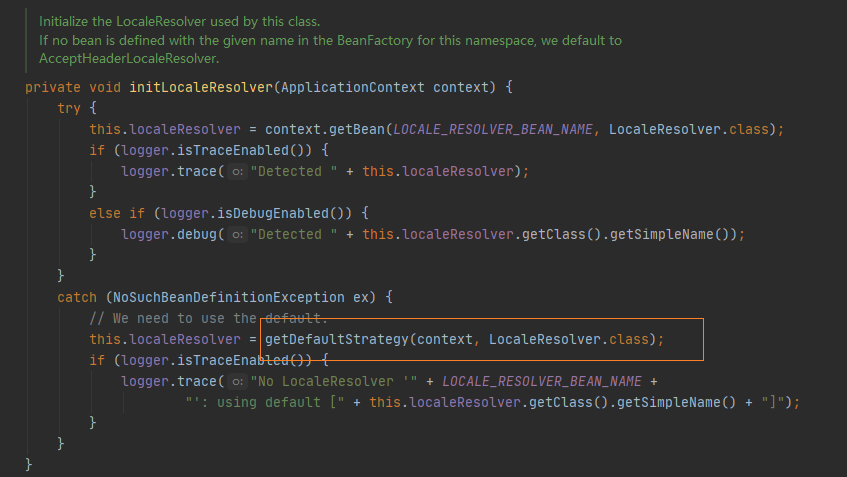 Initialize the LocaleResolver used by this class.
If no bean is defined with the given name in the BeanFactory for this namespace, we default to
AcceptHeaderLocaleResolver.
private void initLocaleResolver(ApplicationContext context) {
try {
this.localeResolver = context.getBean(LOCALE_RESOLVER_BEAN_NAME, LocaleResolver.class);
if (logger.isTraceEnabled()) {
logger.trace( o: "Detected " + this.localeResolver);
}
else if (logger.isDebugEnabled()) {
logger.debug( o: "Detected " + this.localeResolver.getClass().getSimpleName());
}
}
catch (NoSuchBeanDefinitionException ex) {
// We need to use the default.
this.localeResolver = getDefaultStrategy(context, LocaleResolver.class);
if (logger.isTraceEnabled()) {
logger.trace( o: "No LocaleResolver '" + LOCALE_RESOLVER_BEAN_NAME +
"': using default [" + this.localeResolver.getClass().getSimpleName() + "]");
}
}
}